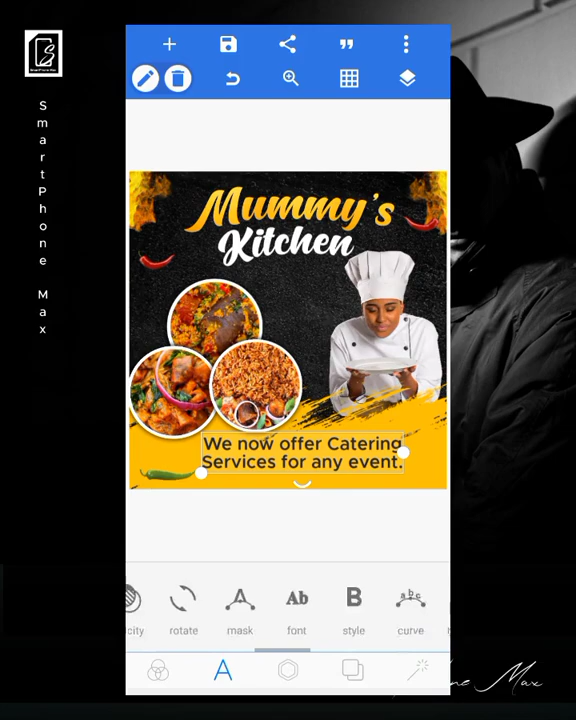 SmartPhone Max
Mummy's
Kitchen
We now offer Catering
Services for any event.
rotate
mask
font
style
curve
Ab
B
abc
A
Max